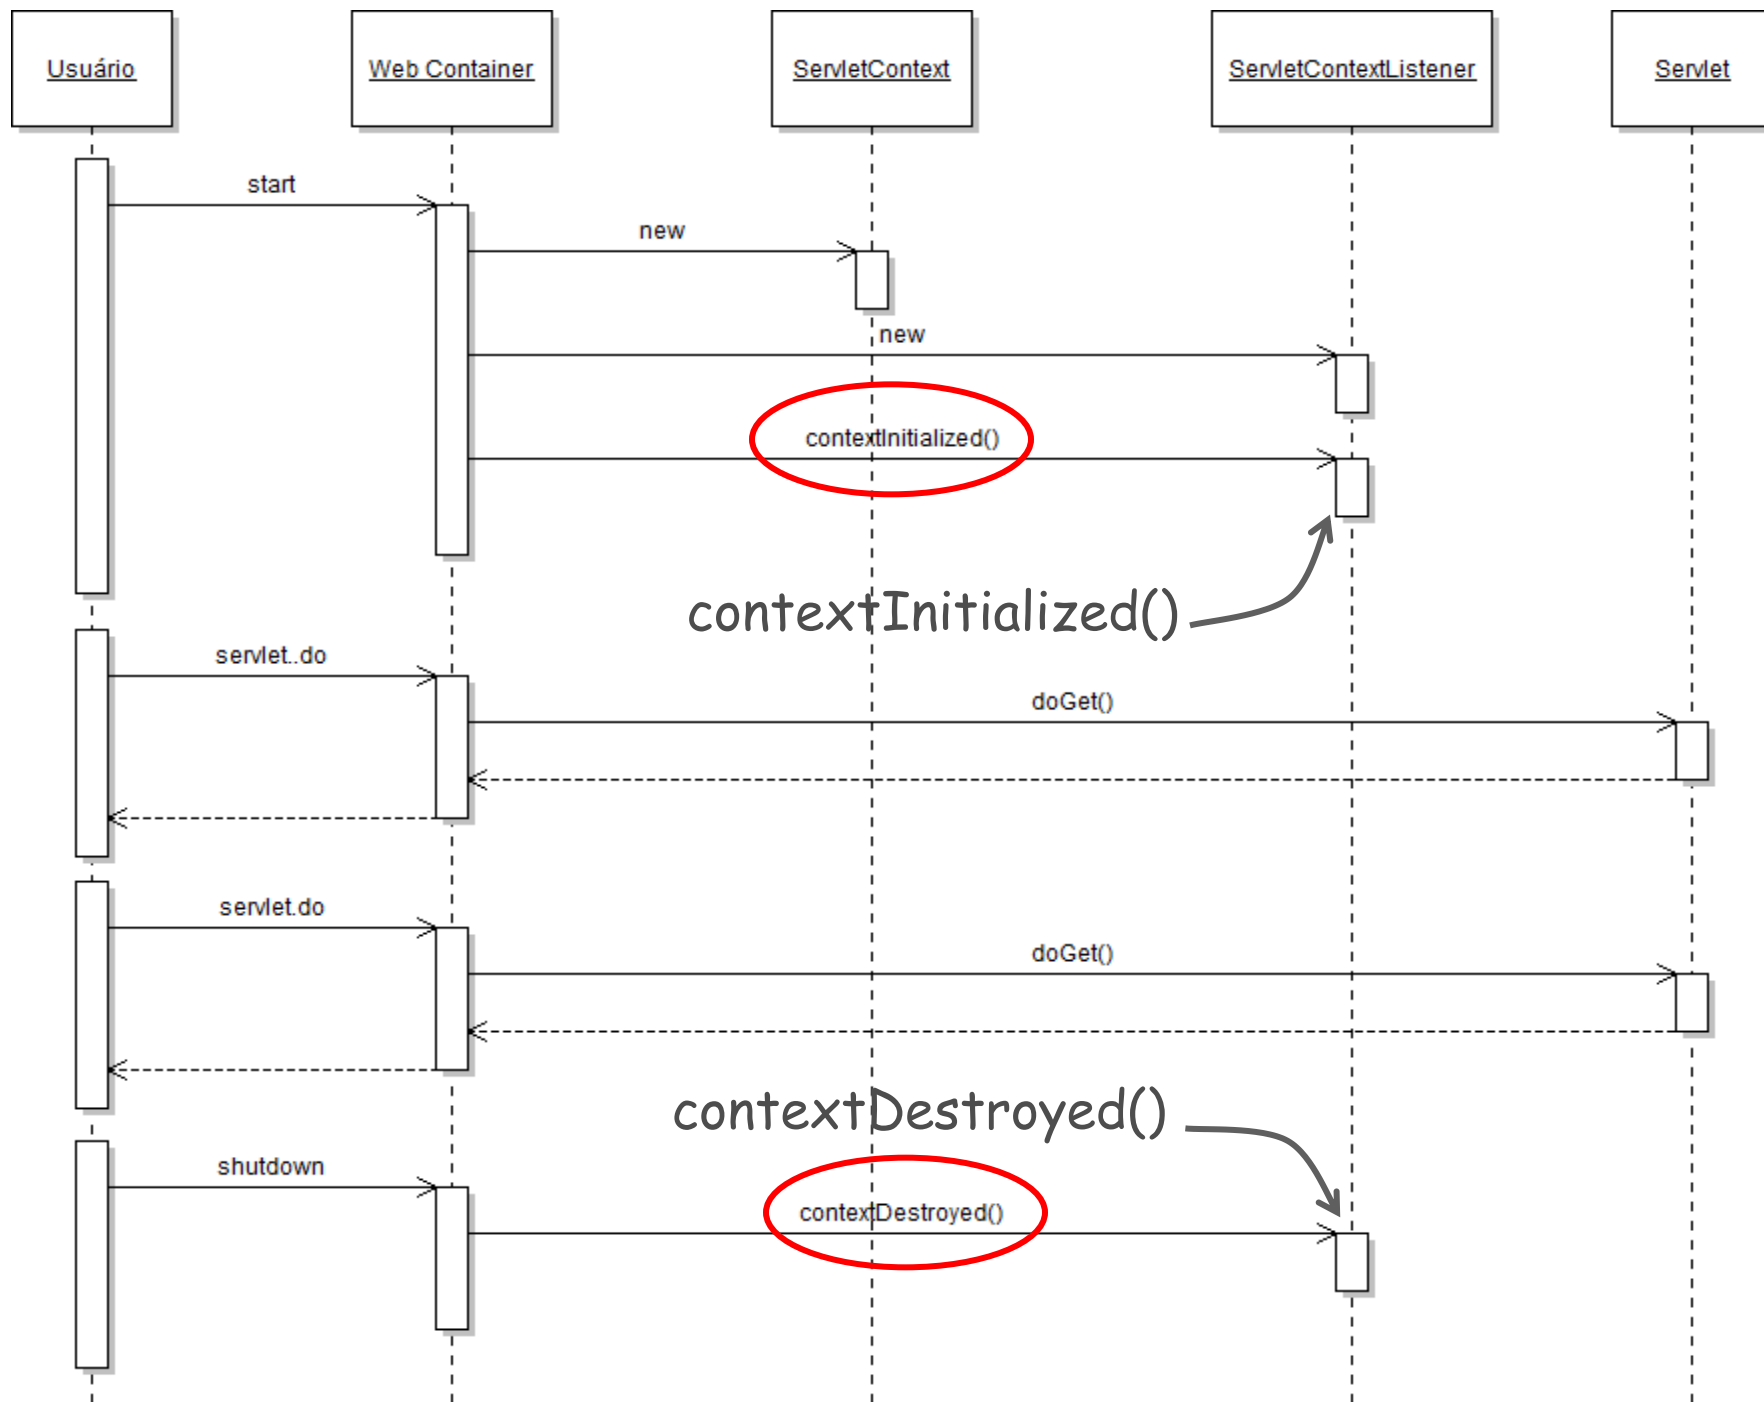 Usuário
Web Container
ServletContext
ServletContextListener
Servlet
start
new
new
contextInitialized()
contextInitialized()
servlet..do
doGet()
servlet.do
doGet()
contextDestroyed()
shutdown
contextDestroyed()